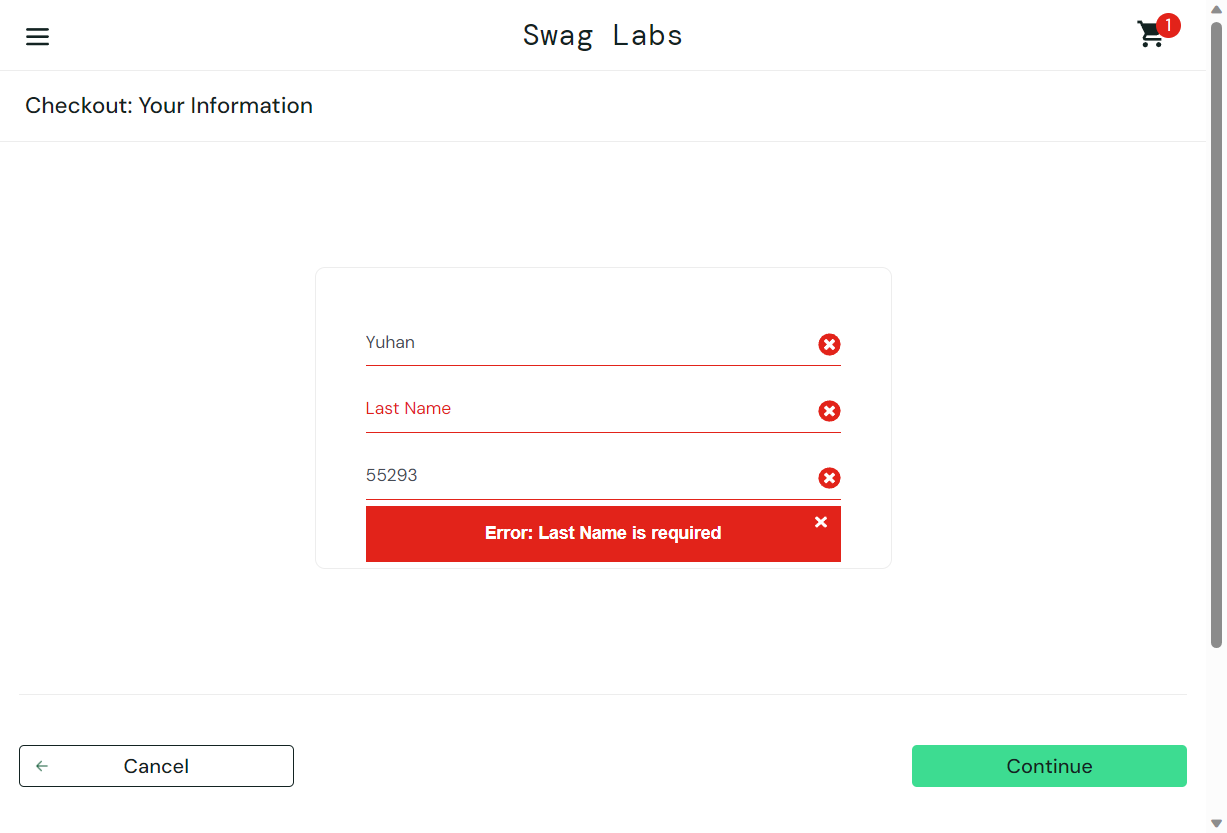 Swag Labs
1
Checkout: Your Information
Yuhan
Last Name
55293
Error: Last Name is required
Cancel
Continue